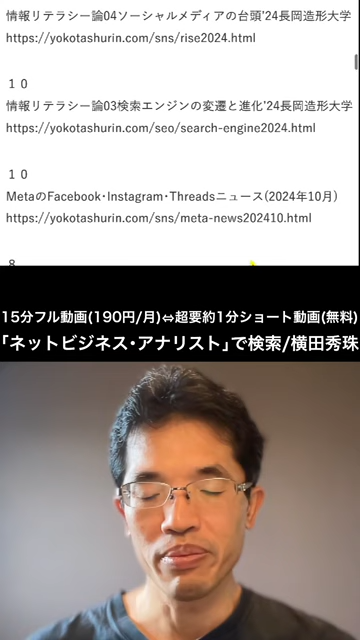 情報リテラシー論04ソーシャルメディアの台頭'24長岡造形大学
https://yokotashurin.com/sns/rise2024.html
１０
情報リテラシー論03検索エンジンの変遷と進化'24長岡造形大学
https://yokotashurin.com/seo/search-engine2024.html
１０
MetaのFacebook･Instagram･Threadsニュース(2024年10月)
https://yokotashurin.com/sns/meta-news202410.html
15分フル動画(190円/月)⇔超要約1分ショート動画(無料)
｢ネットビジネス･アナリスト｣で検索/横田秀珠